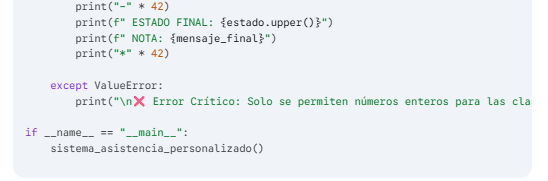 print("-" * 42)
        print(f" ESTADO FINAL: {estado.upper()}")
        print(f" NOTA: {mensaje_final}")
        print("*" * 42)

    except ValueError:
        print("\n❌ Error Crítico: Solo se permiten números enteros para las cla

if __name__ == "__main__":
    sistema_asistencia_personalizado()